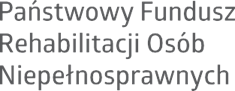 Państwowy Fundusz
Rehabilitacji Osób
Niepełnosprawnych